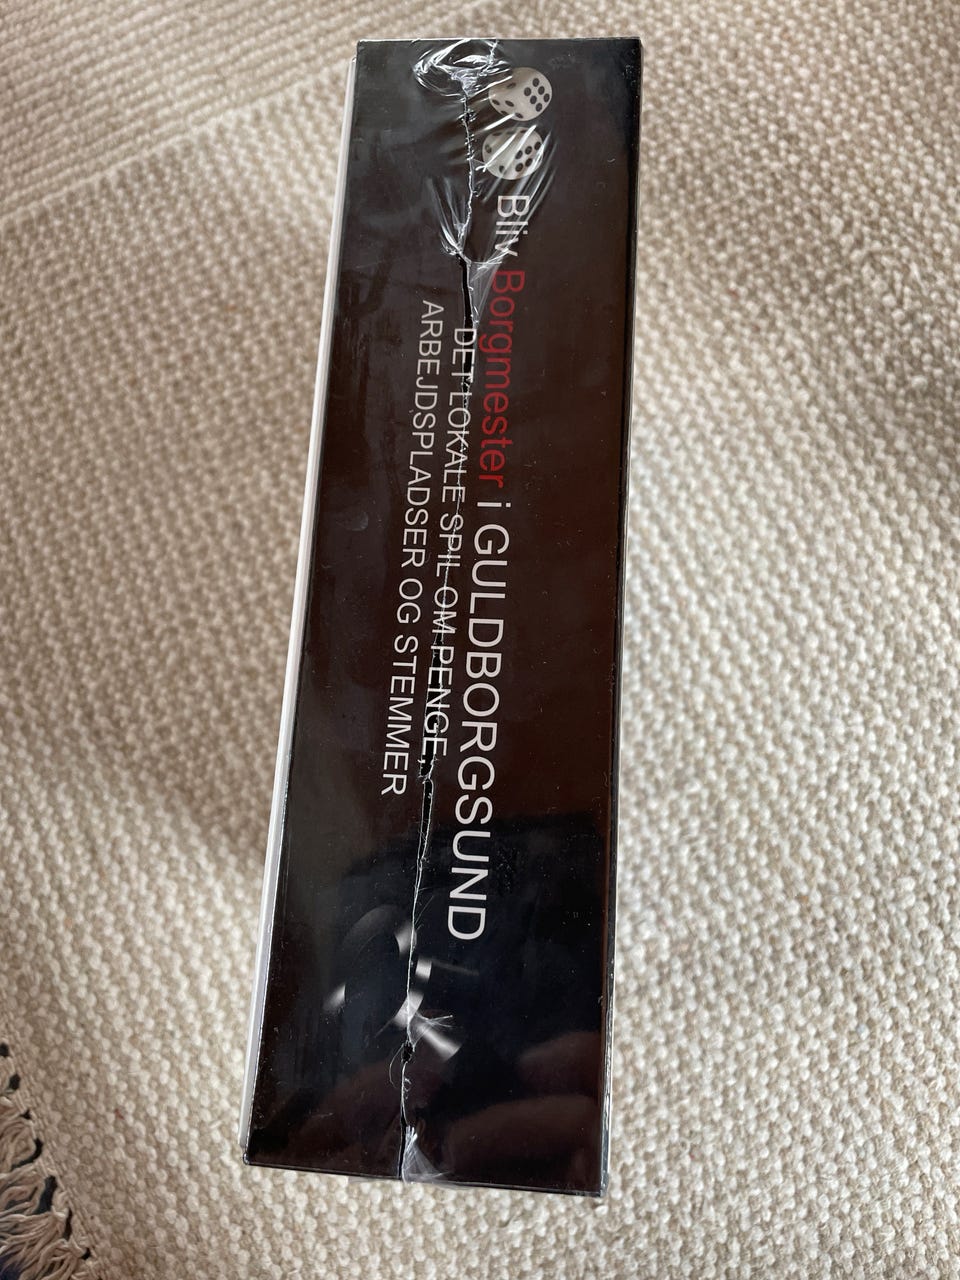 Bliv Borgmester i GULDBORGSUND
DET LOKALE SPIL OM PENGE,
ARBEJDSPLADSER OG STEMMER